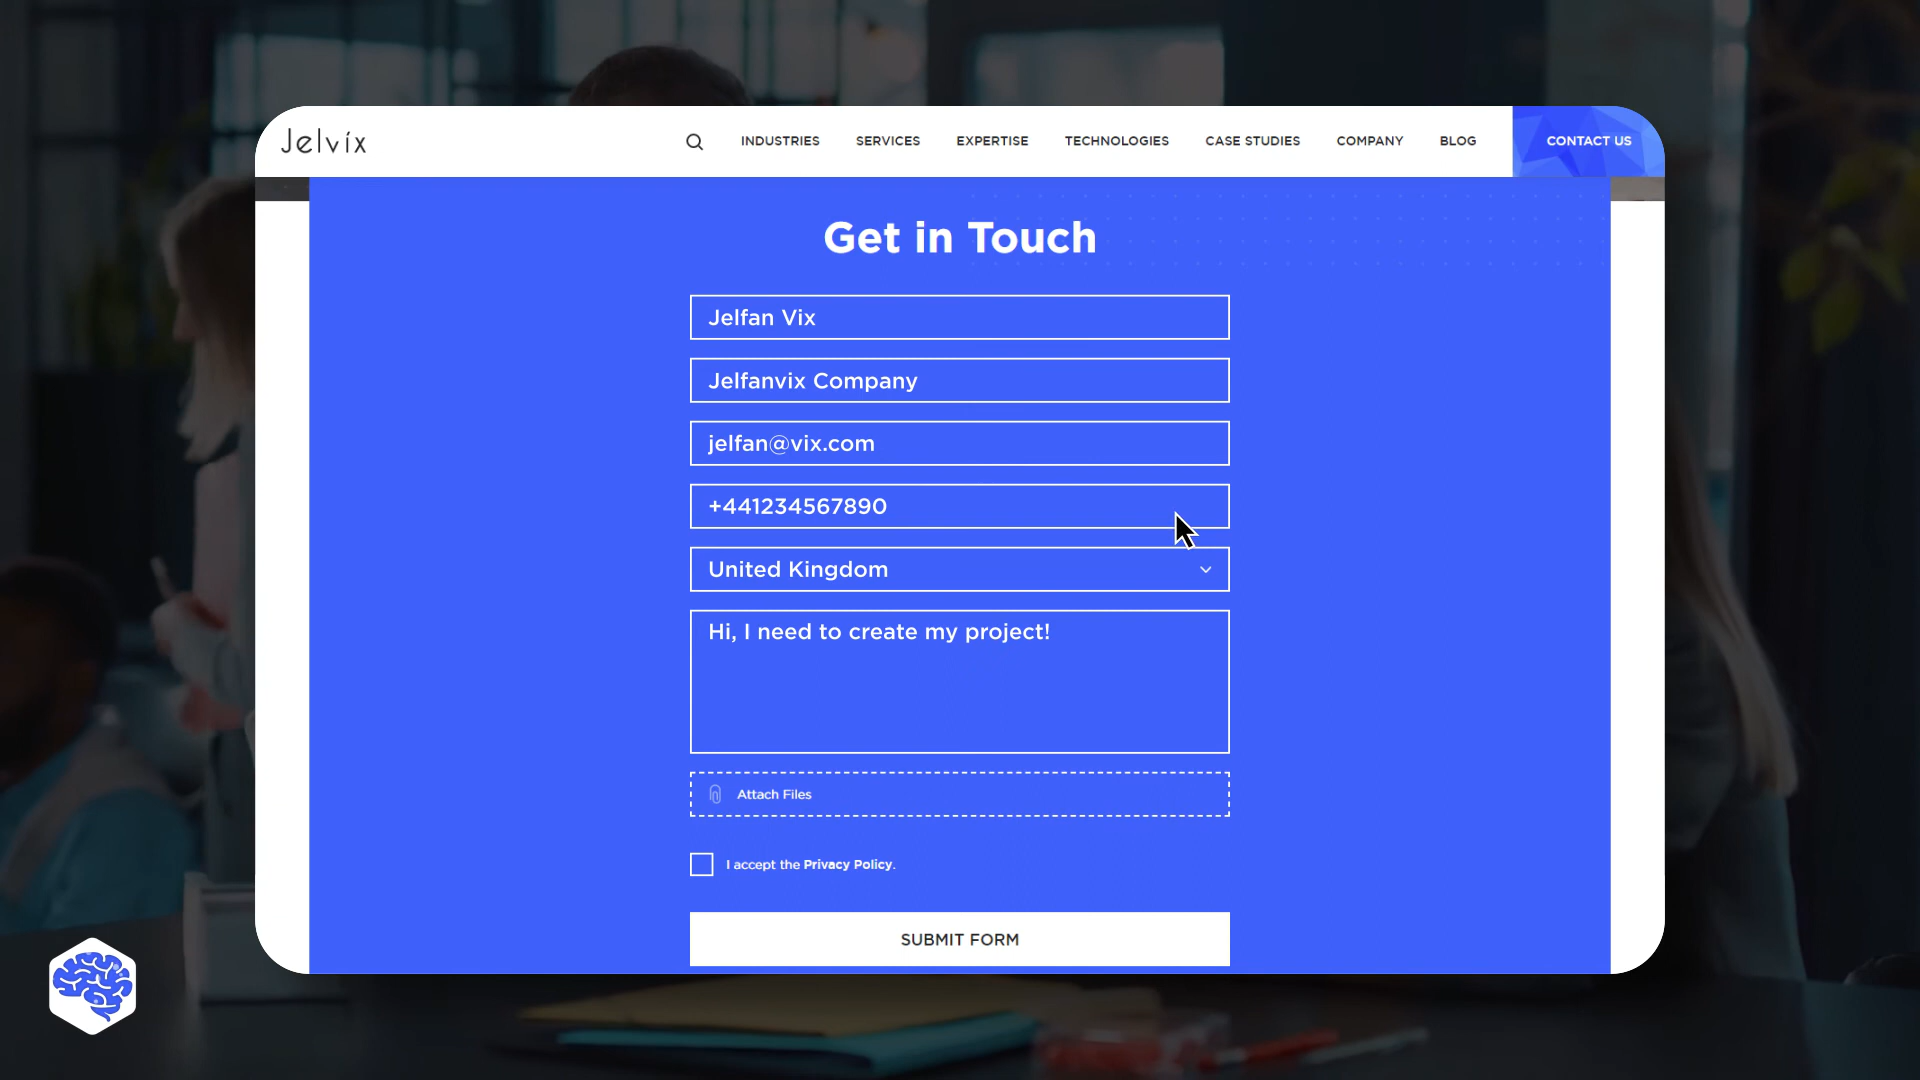 Jelvix
INDUSTRIES SERVICES EXPERTISE TECHNOLOGIES CASE STUDIES COMPANY BLOG CONTACT US
Get in Touch
Jelfan Vix
Jelfanvix Company
jelfan@vix.com
+441234567890
United Kingdom
Hi, I need to create my project!
Attach Files
I accept the Privacy Policy.
SUBMIT FORM